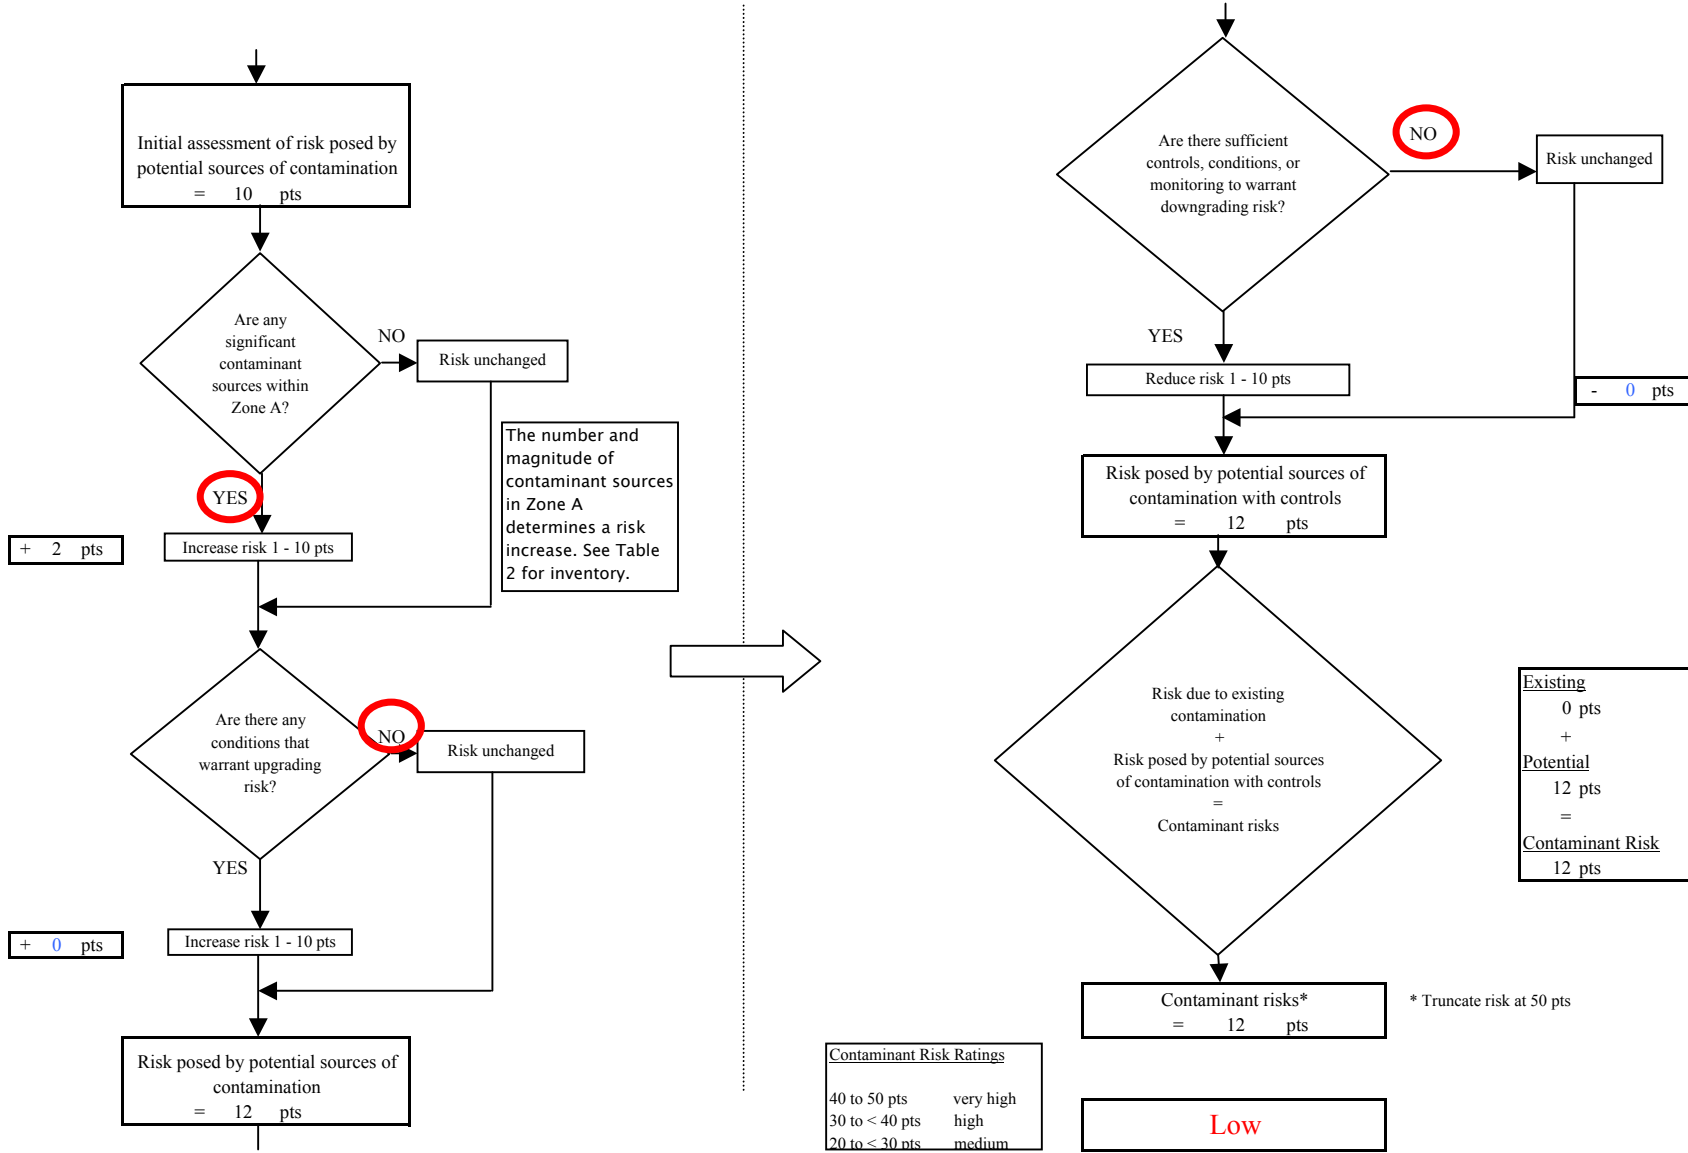 Initial assessment of risk posed by
potential sources of contamination
= 10 pts
Are any
significant
contaminant
sources within
Zone A?
NO
Risk unchanged
The number and
magnitude of
contaminant sources
in Zone A
determines a risk
increase. See Table
2 for inventory.
YES
+ 2 pts
Increase risk 1 - 10 pts
Are there any
conditions that
warrant upgrading
risk?
NO
Risk unchanged
YES
+ 0 pts
Increase risk 1 - 10 pts
Risk posed by potential sources of
contamination
= 12 pts
Are there sufficient
controls, conditions, or
monitoring to warrant
downgrading risk?
NO
Risk unchanged
YES
Reduce risk 1 - 10 pts
- 0 pts
Risk posed by potential sources of
contamination with controls
= 12 pts
Risk due to existing
contamination
+
Risk posed by potential sources
of contamination with controls
=
Contaminant risks
Existing
0 pts
+
Potential
12 pts
=
Contaminant Risk
12 pts
Contaminant risks*
= 12 pts
* Truncate risk at 50 pts
Contaminant Risk Ratings
40 to 50 pts very high
30 to < 40 pts high
20 to < 30 pts medium
Low